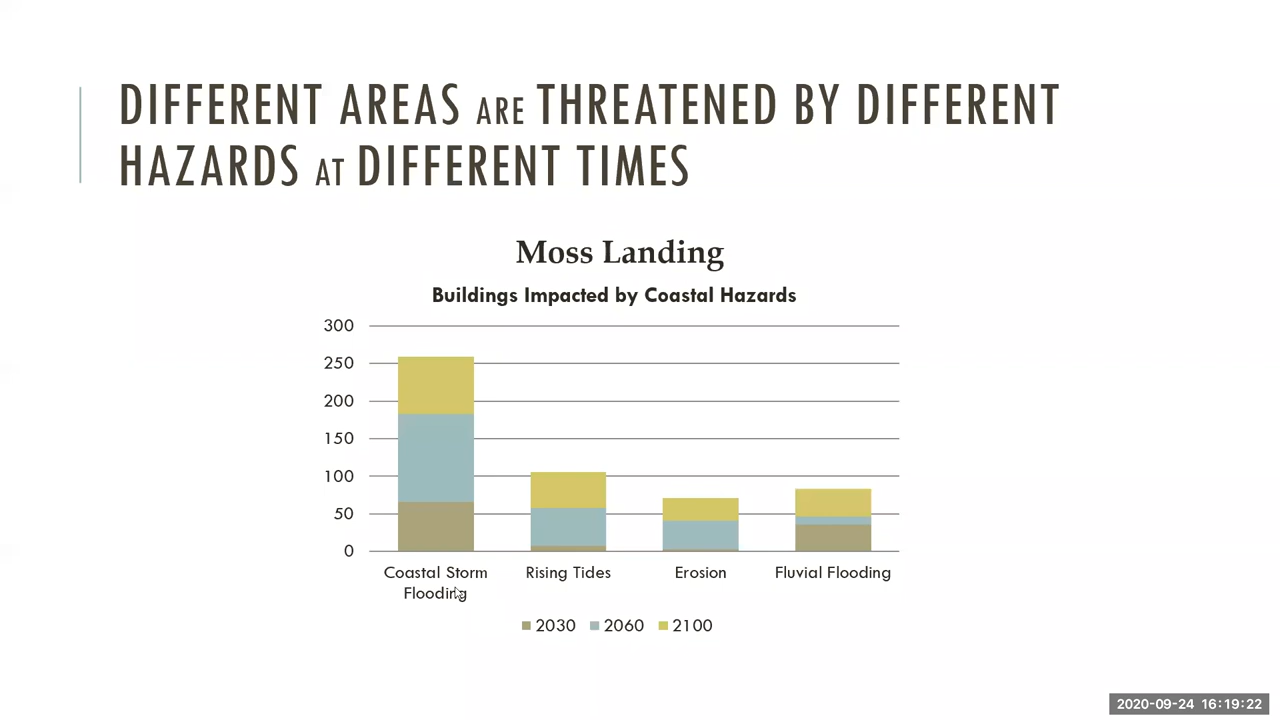 DIFFERENT AREAS ARE THREATENED BY DIFFERENT
HAZARDS AT DIFFERENT TIMES
Moss Landing
Buildings Impacted by Coastal Hazards
300
250
200
150
100
50
0
Coastal Storm
Flooding
Rising Tides
Erosion
Fluvial Flooding
2030 2060 2100
2020-09-24 16:19:22